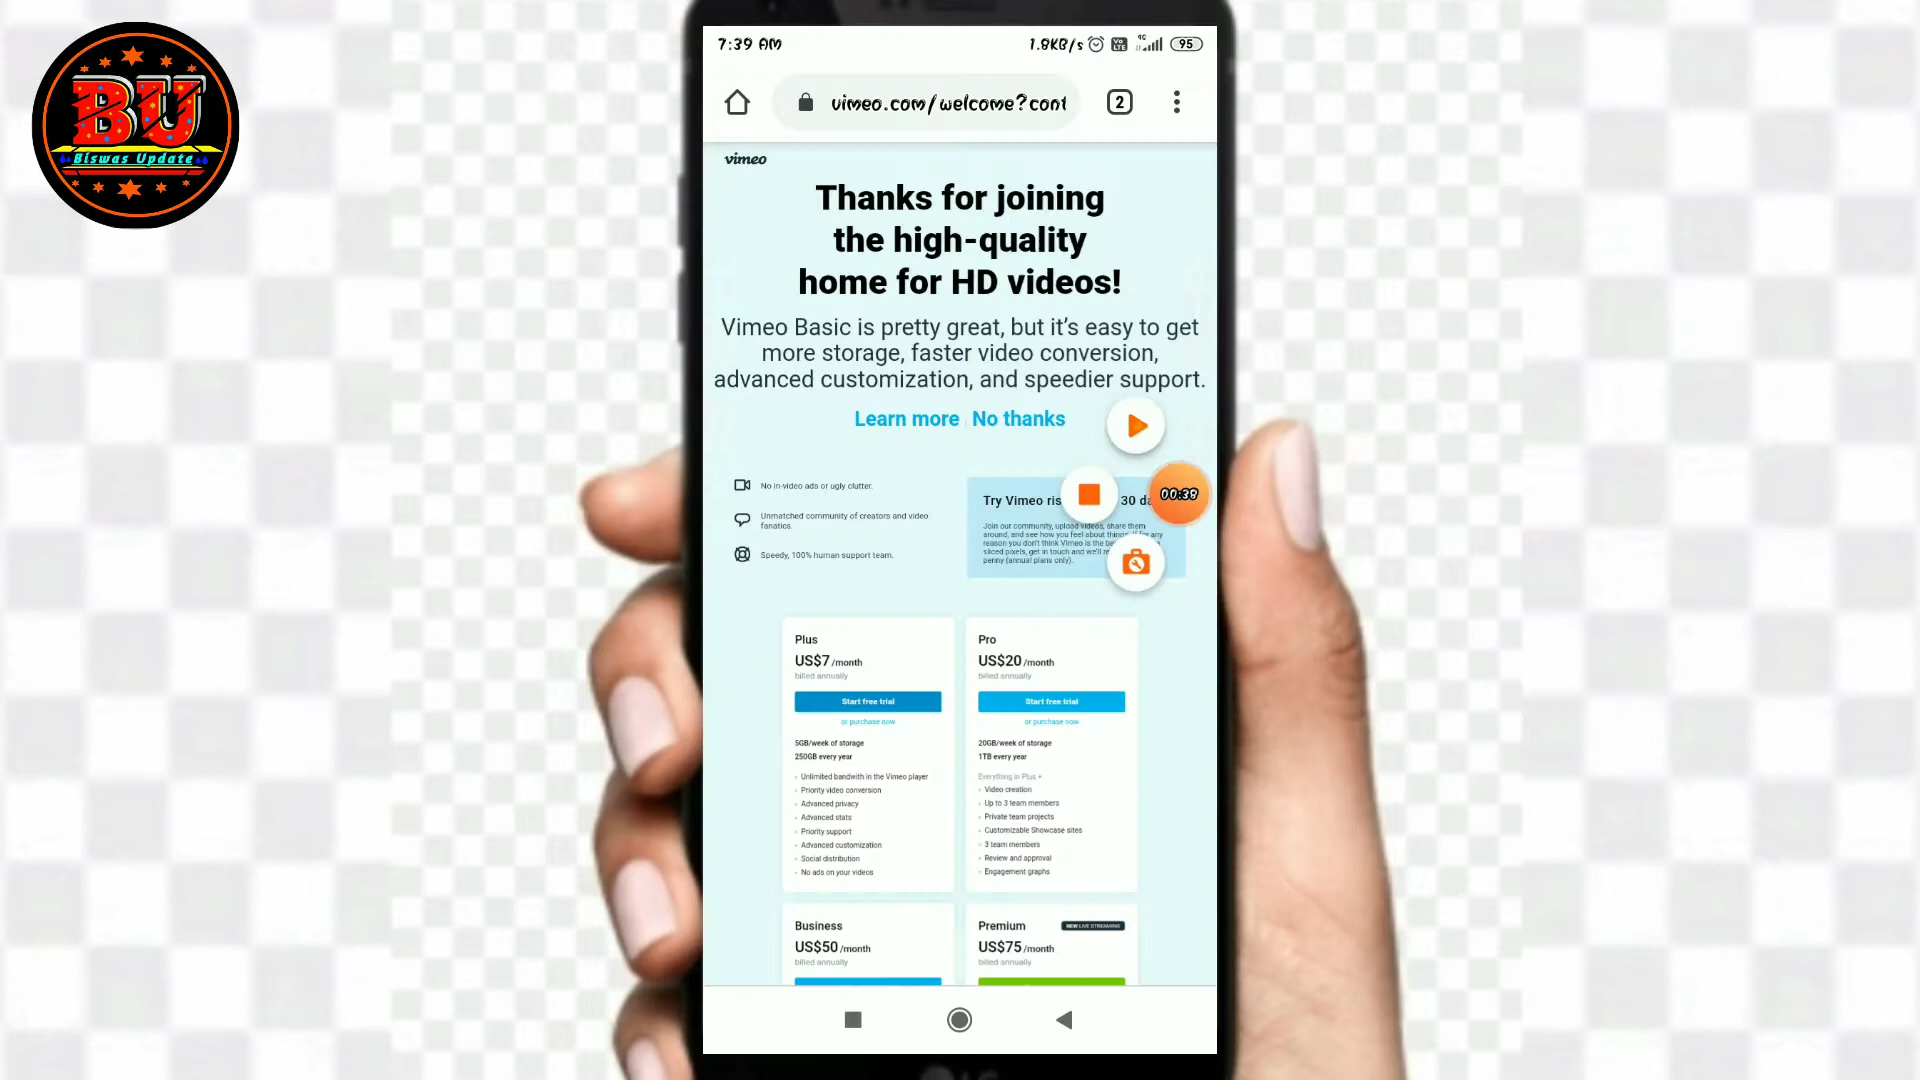 BU
Biswas Update
7:39 AM
1.8KB/s
Vo LTE
4G
95
vimeo.com/welcome?cont
2
vimeo
Thanks for joining
the high-quality
home for HD videos!
Vimeo Basic is pretty great, but it's easy to get
more storage, faster video conversion,
advanced customization, and speedier support.
Learn more No thanks
No in-video ads or ugly clutter.
Unmatched community of creators and video
fanatics.
Speedy, 100% human support team.
Try Vimeo ris
30 da
00:38
Join our community, upload videos, share them
around, and see how you feel about things. If for any
reason you don't think Vimeo is the be
sliced pixels, get in touch and we'll re
penny (annual plans only).
Plus
US$7 /month
billed annually
Start free trial
or purchase now
5GB/week of storage
250GB every year
Unlimited bandwith in the Vimeo player
Priority video conversion
Advanced privacy
Advanced stats
Priority support
Advanced customization
Social distribution
No ads on your videos
Pro
US$20 /month
billed annually
Start free trial
or purchase now
20GB/week of storage
1TB every year
Everything in Plus +
Video creation
Up to 3 team members
Private team projects
Customizable Showcase sites
3 team members
Review and approval
Engagement graphs
Business
US$50 /month
billed annually
Premium
NEW LIVE STREAMING
US$75 /month
billed annually